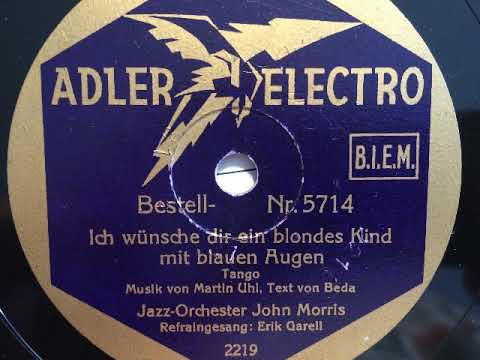 ADLER ELECTRO
B.I.E.M.
Bestell- Nr. 5714
Ich wünsche dir ein blondes Kind
mit blauen Augen
Tango
Musik von Martin Uhl, Text von Beda
Jazz-Orchester John Morris
Refraingesang: Erik Garell
2219